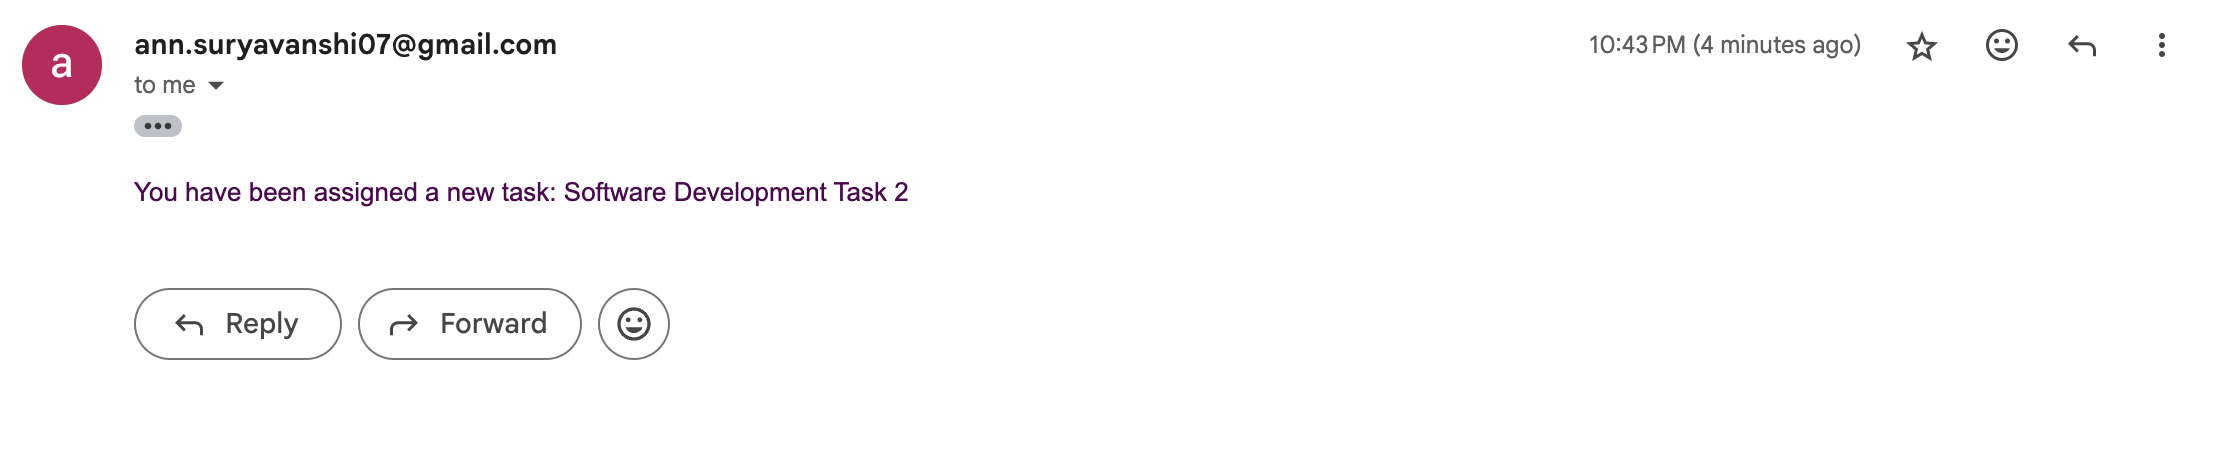 a
ann.suryavanshi07@gmail.com
10:43 PM (4 minutes ago)
to me
You have been assigned a new task: Software Development Task 2
Reply
Forward